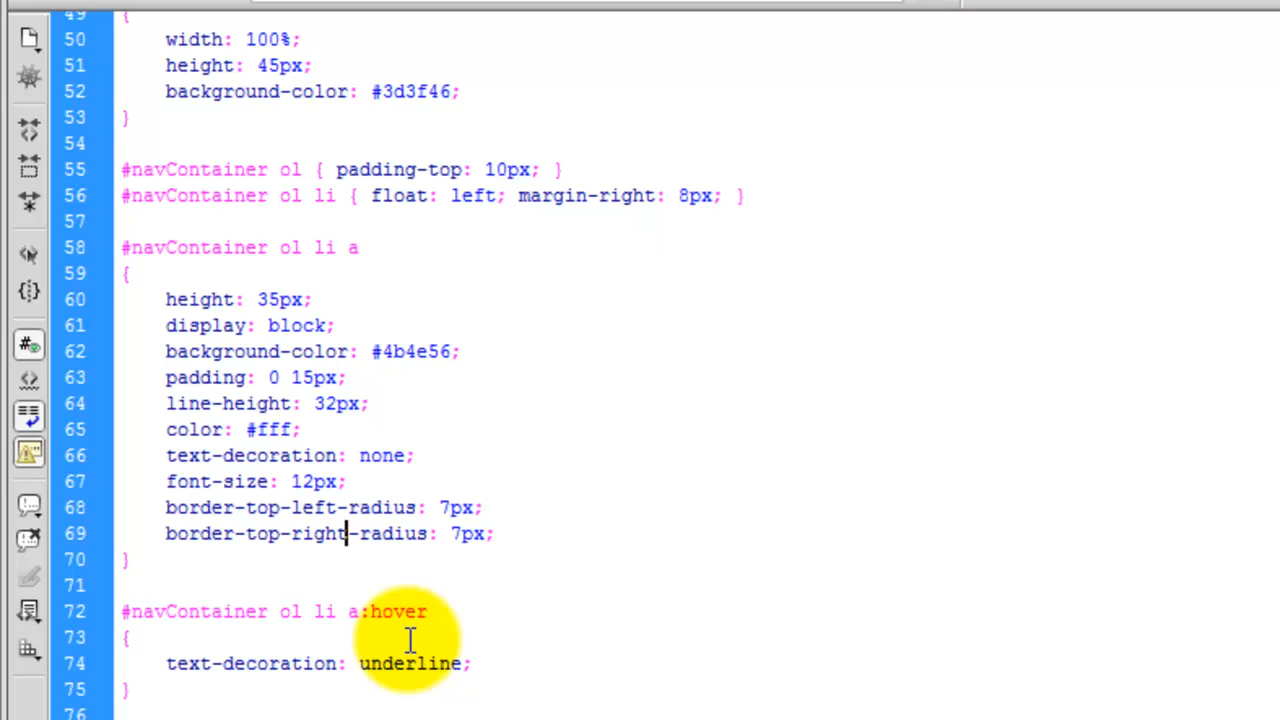 49 {
50 width: 100%;
51 height: 45px;
52 background-color: #3d3f46;
53 }
54
55 #navContainer ol { padding-top: 10px; }
56 #navContainer ol li { float: left; margin-right: 8px; }
57
58 #navContainer ol li a
59 {
60 height: 35px;
61 display: block;
62 background-color: #4b4e56;
63 padding: 0 15px;
64 line-height: 32px;
65 color: #fff;
66 text-decoration: none;
67 font-size: 12px;
68 border-top-left-radius: 7px;
69 border-top-right-radius: 7px;
70 }
71
72 #navContainer ol li a:hover
73 {
74 text-decoration: underline;
75 }
76